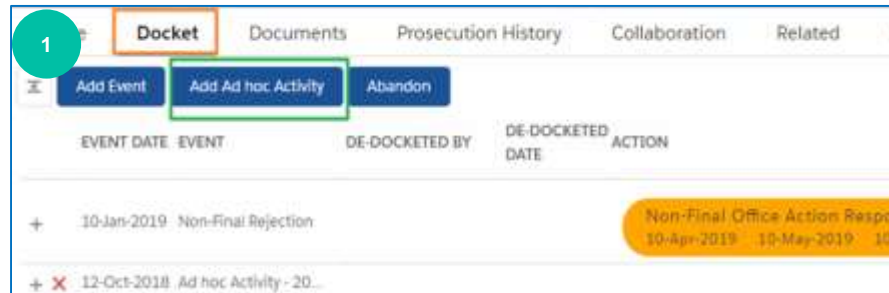 1 e Docket Documents Prosecution History Collaboration Related
Add Event Add Ad hoc Activity Abandon
EVENT DATE EVENT DE-DOCKETED BY DE-DOCKETED DATE ACTION
+ 10-Jan-2019 Non-Final Rejection Non-Final Office Action Respo
10-Apr-2019 10-May-2019 10
+ X 12-Oct-2018 Ad hoc Activity - 20...